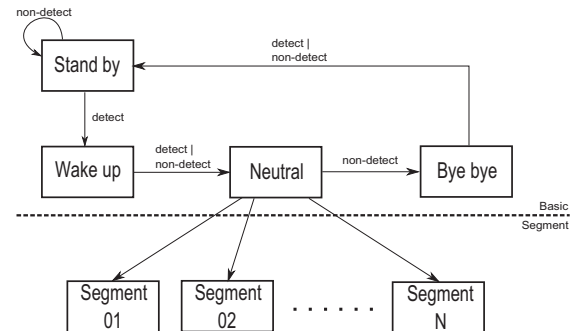 non-detect
Stand by
detect |
non-detect
detect
Wake up
detect |
non-detect
Neutral
non-detect
Bye bye
Basic
Segment
Segment
01
Segment
02
. . . . . .
Segment
N